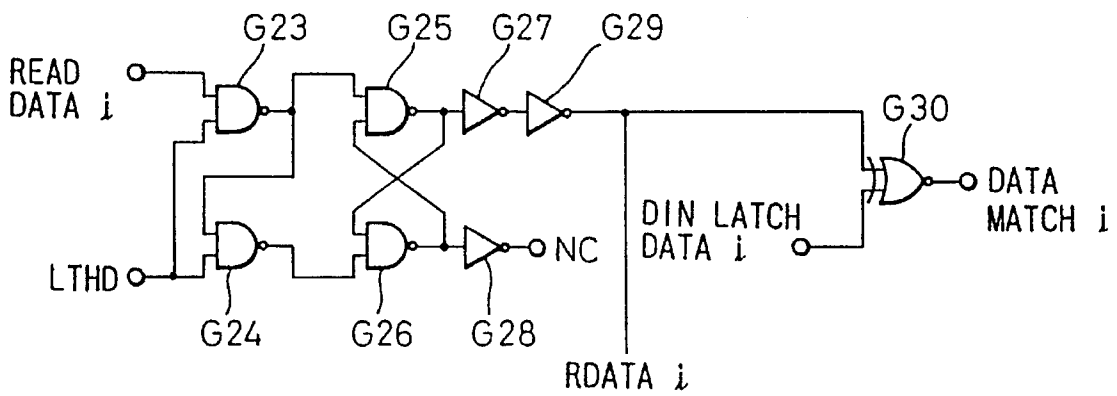 G23
G25
G27
G29
READ
DATA i
G30
DATA
MATCH i
DIN LATCH
DATA i
LTHD
NC
G24
G26
G28
RDATA i